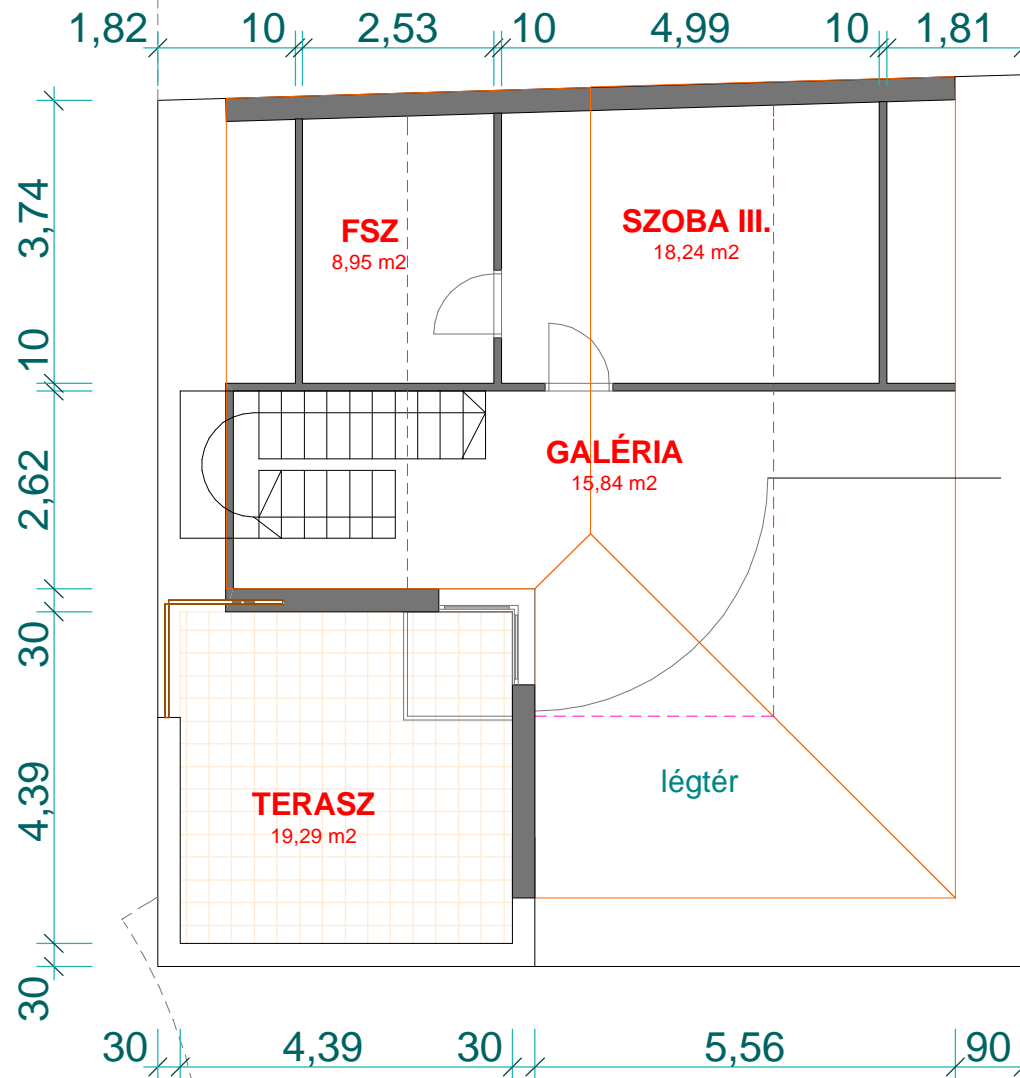 1,82 10 2,53 10 4,99 10 1,81
3,74
10
2,62
30
4,39
30
FSZ
8,95 m2
SZOBA III.
18,24 m2
GALÉRIA
15,84 m2
TERASZ
19,29 m2
légtér
30 4,39 30 5,56 90